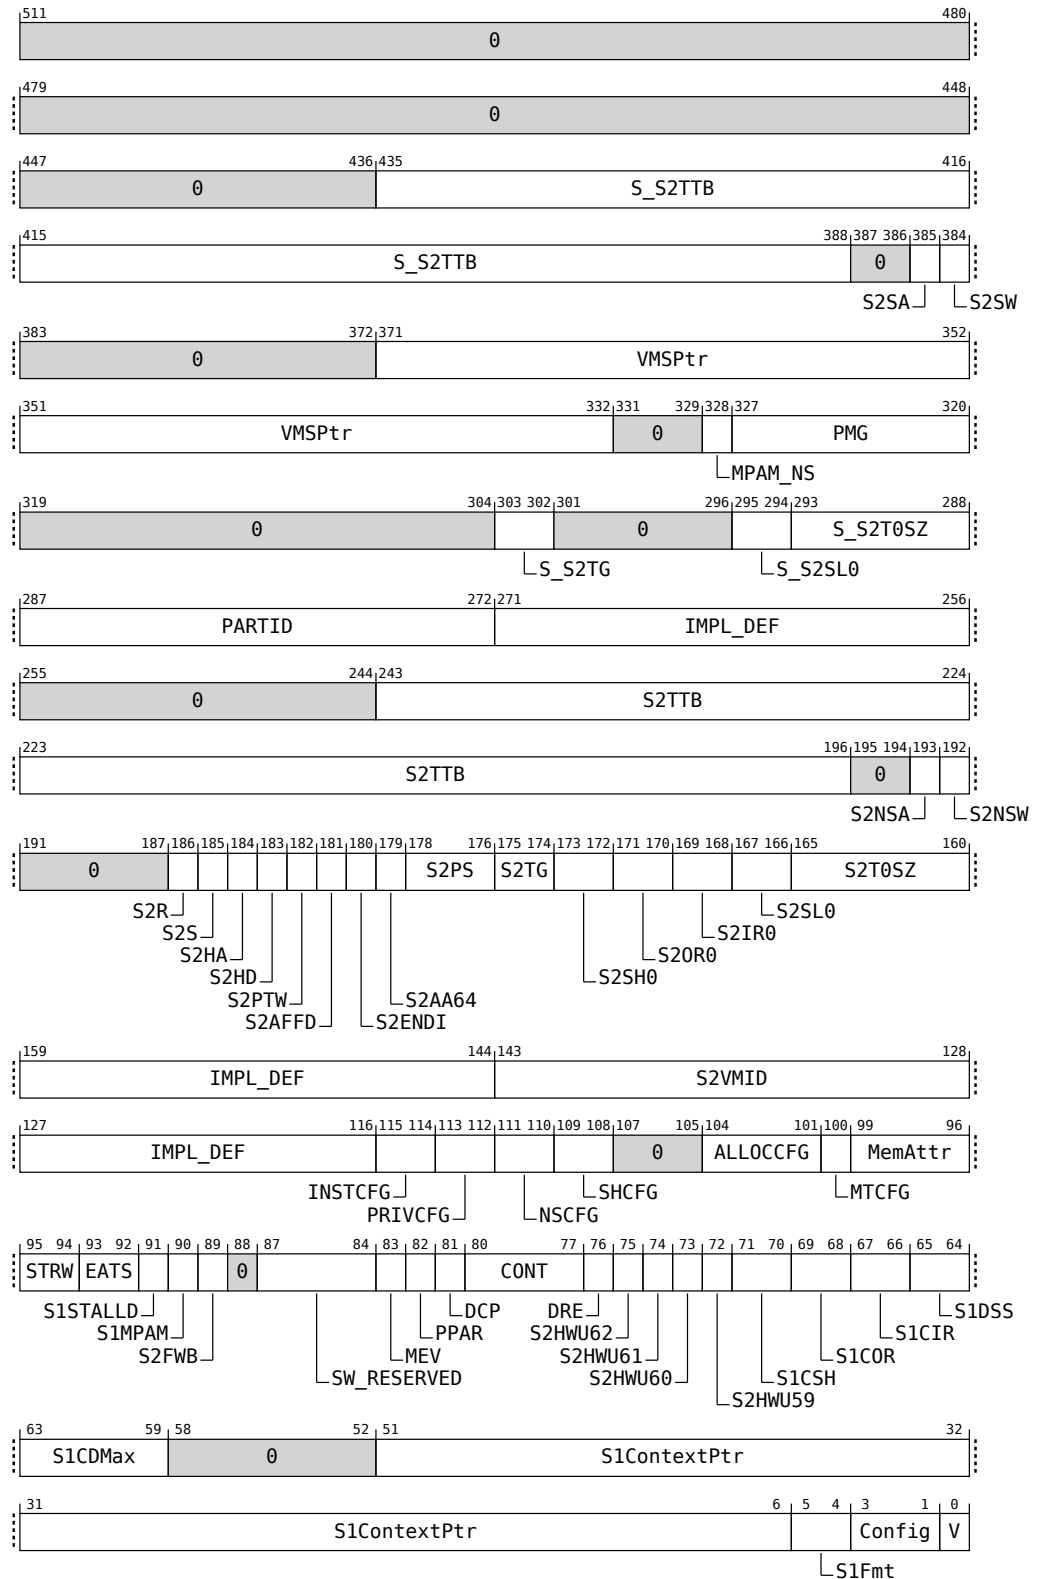 511 480
0
479 448
0
447 436 435 416
0 S_S2TTB
415 388 387 386 385 384
S_S2TTB 0
S2SA S2SW
383 372 371 352
0 VMSPtr
351 332 331 329 328 327 320
VMSPtr 0 PMG
MPAM_NS
319 304 303 302 301 296 295 294 293 288
0 0 S_S2T0SZ
S_S2TG S_S2SL0
287 272 271 256
PARTID IMPL_DEF
255 244 243 224
0 S2TTB
223 196 195 194 193 192
S2TTB 0
S2NSA S2NSW
191 187 186 185 184 183 182 181 180 179 178 176 175 174 173 172 171 170 169 168 167 166 165 160
0 S2PS S2TG S2T0SZ
S2R S2SL0
S2S S2IR0
S2HA S2OR0
S2HD S2SH0
S2PTW S2AA64
S2AFFD S2ENDI
159 144 143 128
IMPL_DEF S2VMID
127 116 115 114 113 112 111 110 109 108 107 105 104 101 100 99 96
IMPL_DEF 0 ALLOCCFG MemAttr
INSTCFG SHCFG MTCFG
PRIVCFG NSCFG
95 94 93 92 91 90 89 88 87 84 83 82 81 80 77 76 75 74 73 72 71 70 69 68 67 66 65 64
STRW EATS 0 CONT
S1STALLD DCP DRE S1DSS
S1MPAM PPAR S2HWU62 S1CIR
S2FWB MEV S2HWU61 S1COR
SW_RESERVED S2HWU60 S1CSH
S2HWU59
63 59 58 52 51 32
S1CDMax 0 S1ContextPtr
31 6 5 4 3 1 0
S1ContextPtr Config V
S1Fmt